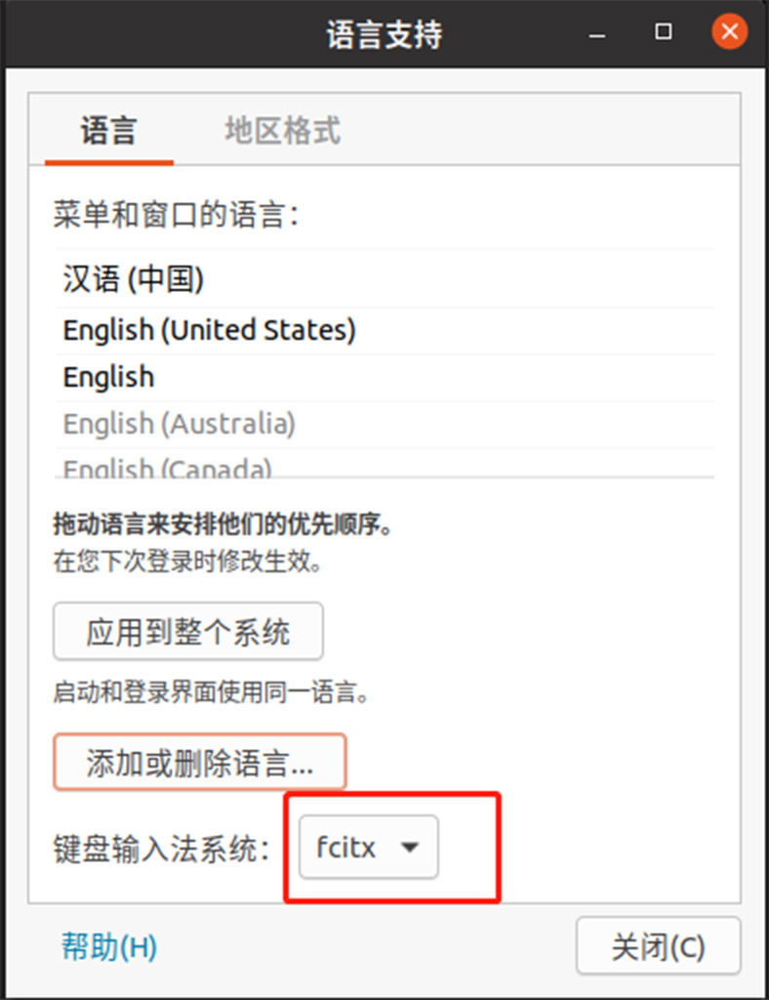 语言支持
语言 地区格式
菜单和窗口的语言：
汉语 (中国)
English (United States)
English
English (Australia)
English (Canada)
拖动语言来安排他们的优先顺序。
在您下次登录时修改生效。
应用到整个系统
启动和登录界面使用同一语言。
添加或删除语言...
键盘输入法系统： fcitx
帮助(H) 关闭(C)